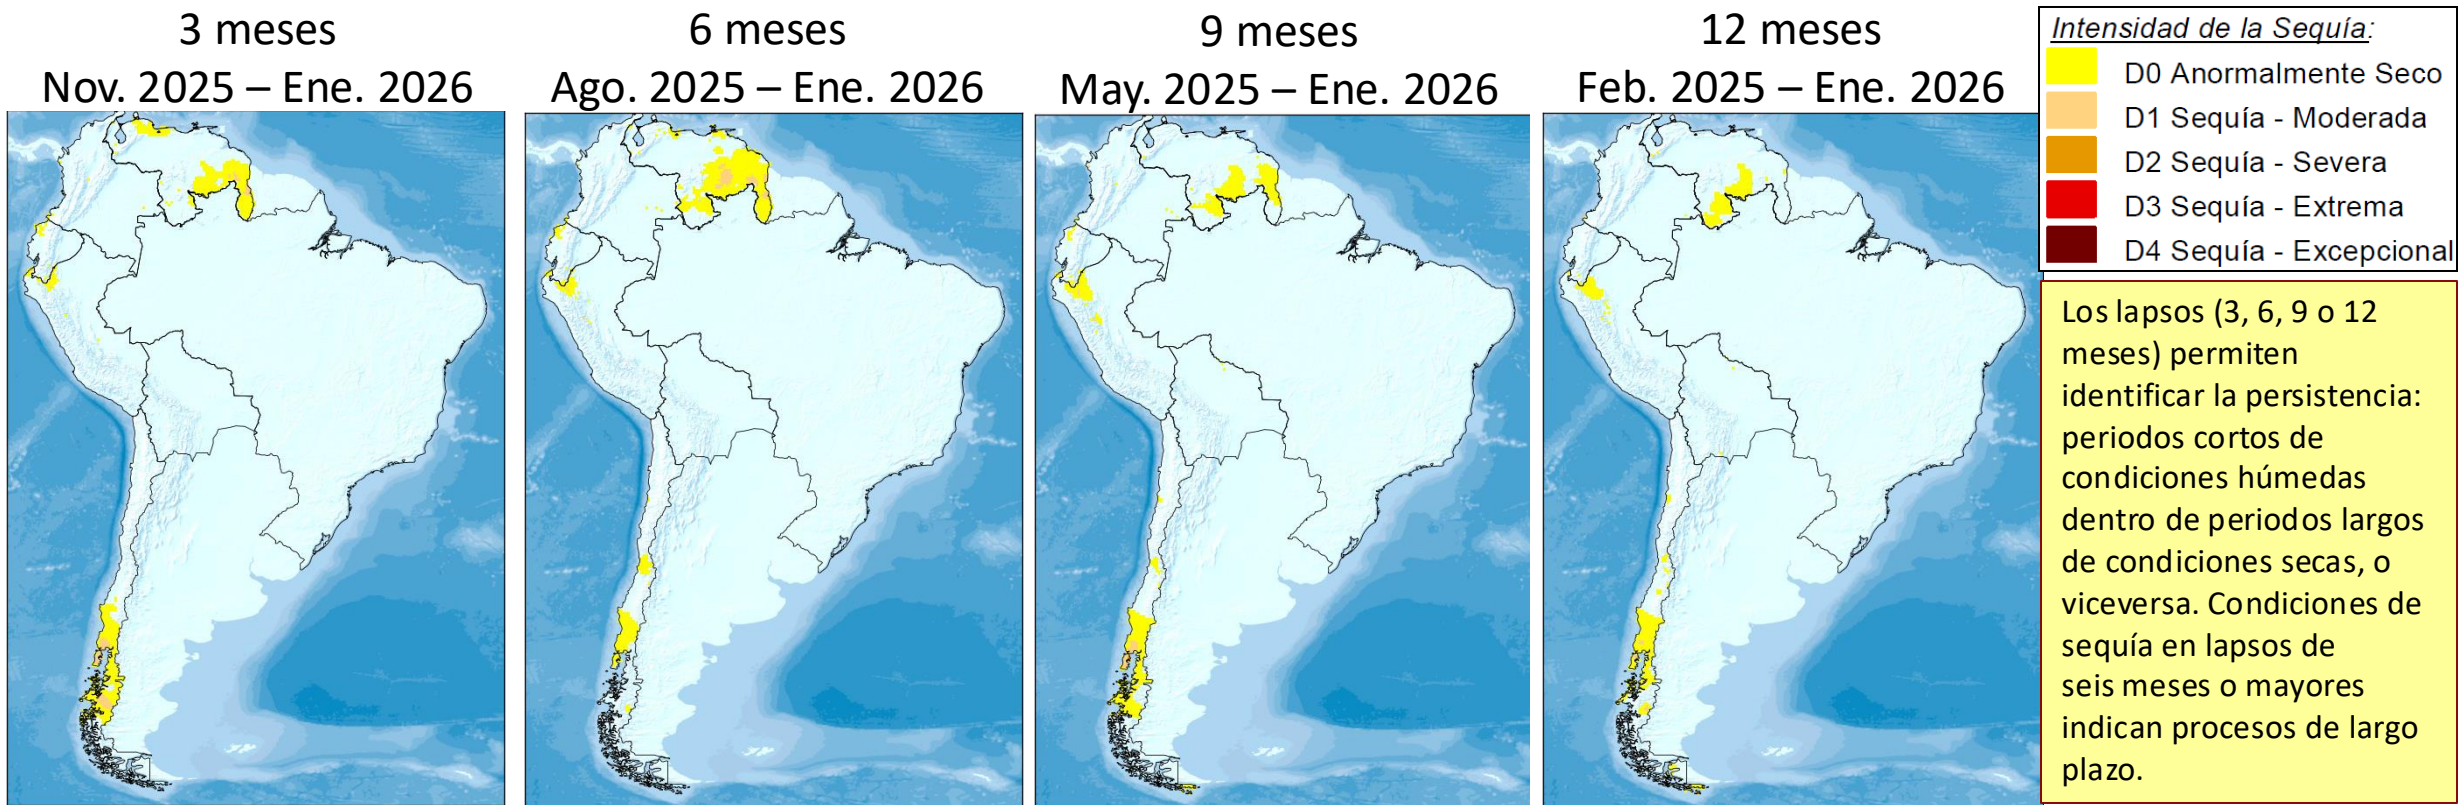 3 meses
Nov. 2025 – Ene. 2026
6 meses
Ago. 2025 – Ene. 2026
9 meses
May. 2025 – Ene. 2026
12 meses
Feb. 2025 – Ene. 2026
Intensidad de la Sequía:
D0 Anormalmente Seco
D1 Sequía - Moderada
D2 Sequía - Severa
D3 Sequía - Extrema
D4 Sequía - Excepcional
Los lapsos (3, 6, 9 o 12
meses) permiten
identificar la persistencia:
periodos cortos de
condiciones húmedas
dentro de periodos largos
de condiciones secas, o
viceversa. Condiciones de
sequía en lapsos de
seis meses o mayores
indican procesos de largo
plazo.